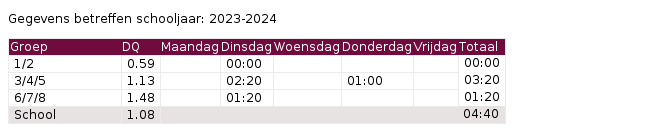 Gegevens betreffen schooljaar: 2023-2024
Groep DQ Maandag Dinsdag Woensdag Donderdag Vrijdag Totaal
1/2 0.59 00:00 00:00
3/4/5 1.13 02:20 01:00 03:20
6/7/8 1.48 01:20 01:20
School 1.08 04:40